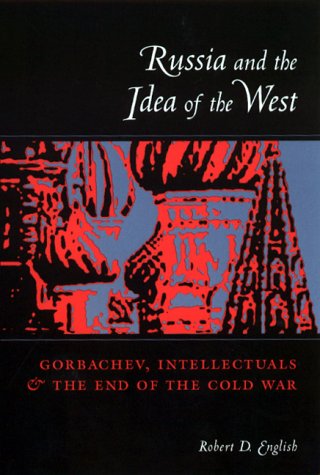 Russia and the
Idea of the West
GORBACHEV, INTELLECTUALS
& THE END OF THE COLD WAR
Robert D. English